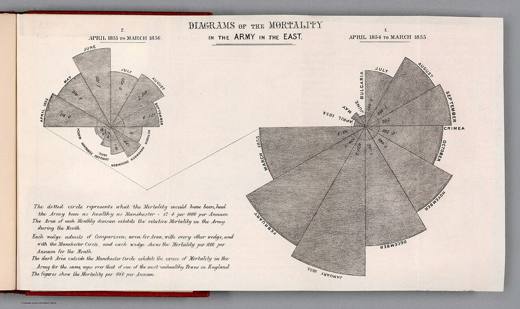 DIAGRAMS OF THE MORTALITY
IN THE ARMY IN THE EAST.
2.
APRIL 1855 TO MARCH 1856
1.
APRIL 1854 TO MARCH 1855
JUNE
JULY
MAY
AUGUST
APRIL 1855
SEPTEMBER
APRIL 1854
MAY
JUNE
BULGARIA
JULY
AUGUST
SEPTEMBER
CRIMEA
OCTOBER
NOVEMBER
DECEMBER
JANUARY 1855
FEBRUARY
MARCH 1855
The dotted circle represents what the Mortality would have been, had
the Army been as healthy as Manchester
per 1000 per Annum
The Area of each Monthly division exhibits the relative Mortality in the Army
during the Month
Each wedge admits of Comparison, area for Area, with every other wedge, and
with the Manchester Circle, and each wedge shows the Mortality per 1000 per
Annum for the Month.
The dark Area outside the Manchester Circle exhibits the excess of Mortality in the
Army for the same ages over that of one of the most unhealthy Towns in England
The figures show the Mortality per 1000 per Annum.